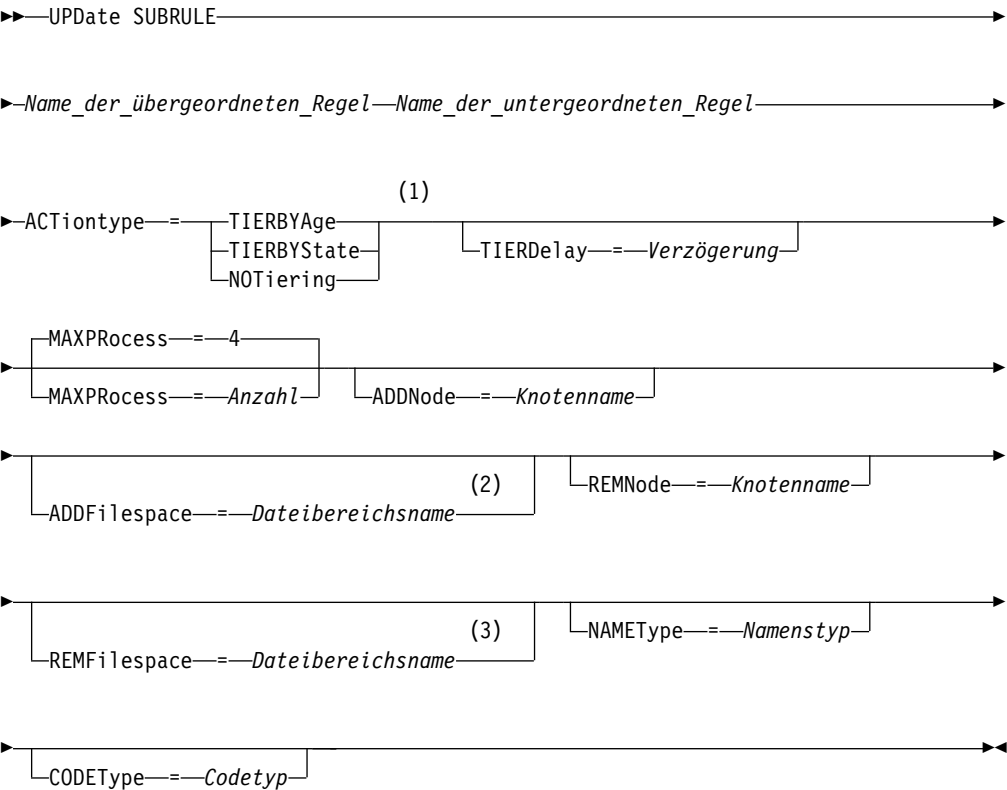 UPDate SUBRULE
Name_der_übergeordneten_Regel Name_der_untergeordneten_Regel
(1)
ACTiontype = TIERBYAge
TIERBYState TIERDelay = Verzögerung
NOTiering
MAXPRocess = 4
MAXPRocess = Anzahl ADDNode = Knotenname
(2) REMNode = Knotenname
ADDFilespace = Dateibereichsname
(3) NAMEType = Namenstyp
REMFilespace = Dateibereichsname
CODEType = Codetyp